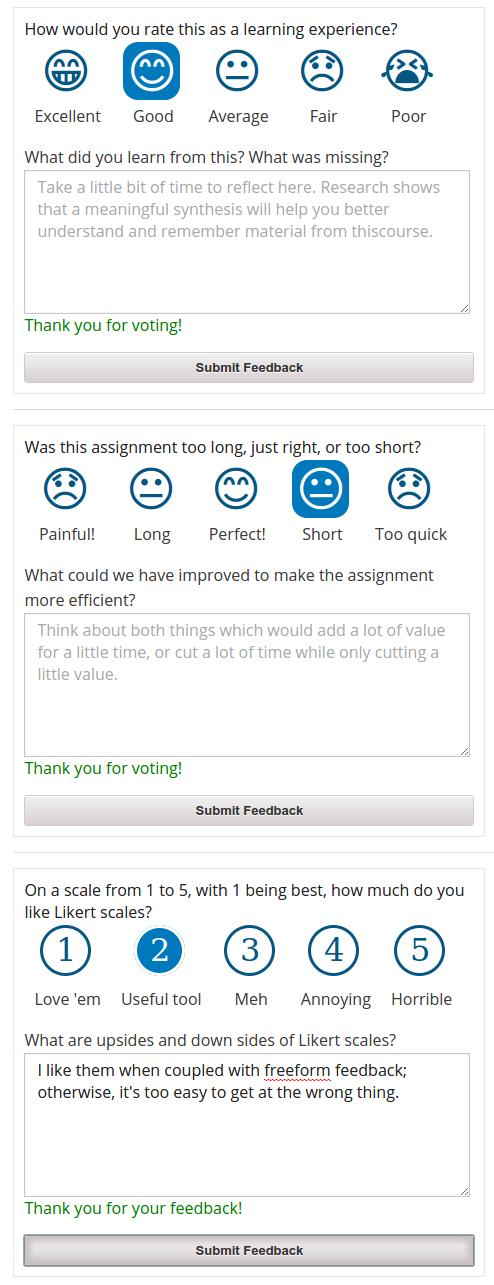 How would you rate this as a learning experience?
Excellent Good Average Fair Poor
What did you learn from this? What was missing?
Take a little bit of time to reflect here. Research shows
that a meaningful synthesis will help you better
understand and remember material from thiscourse.
Thank you for voting!
Submit Feedback
Was this assignment too long, just right, or too short?
Painful! Long Perfect! Short Too quick
What could we have improved to make the assignment
more efficient?
Think about both things which would add a lot of value
for a little time, or cut a lot of time while only cutting a
little value.
Thank you for voting!
Submit Feedback
On a scale from 1 to 5, with 1 being best, how much do you
like Likert scales?
1 2 3 4 5
Love 'em Useful tool Meh Annoying Horrible
What are upsides and down sides of Likert scales?
I like them when coupled with freeform feedback;
otherwise, it's too easy to get at the wrong thing.
Thank you for your feedback!
Submit Feedback